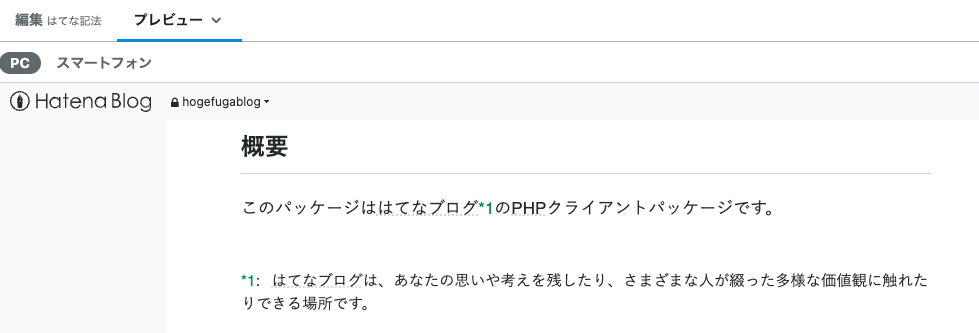 編集 はてな記法 プレビュー
PC スマートフォン
Hatena Blog hogefugablog
概要
このパッケージははてなブログ*1のPHPクライアントパッケージです。
*1: はてなブログは、あなたの思いや考えを残したり、さまざまな人が綴った多様な価値観に触れた
りできる場所です。